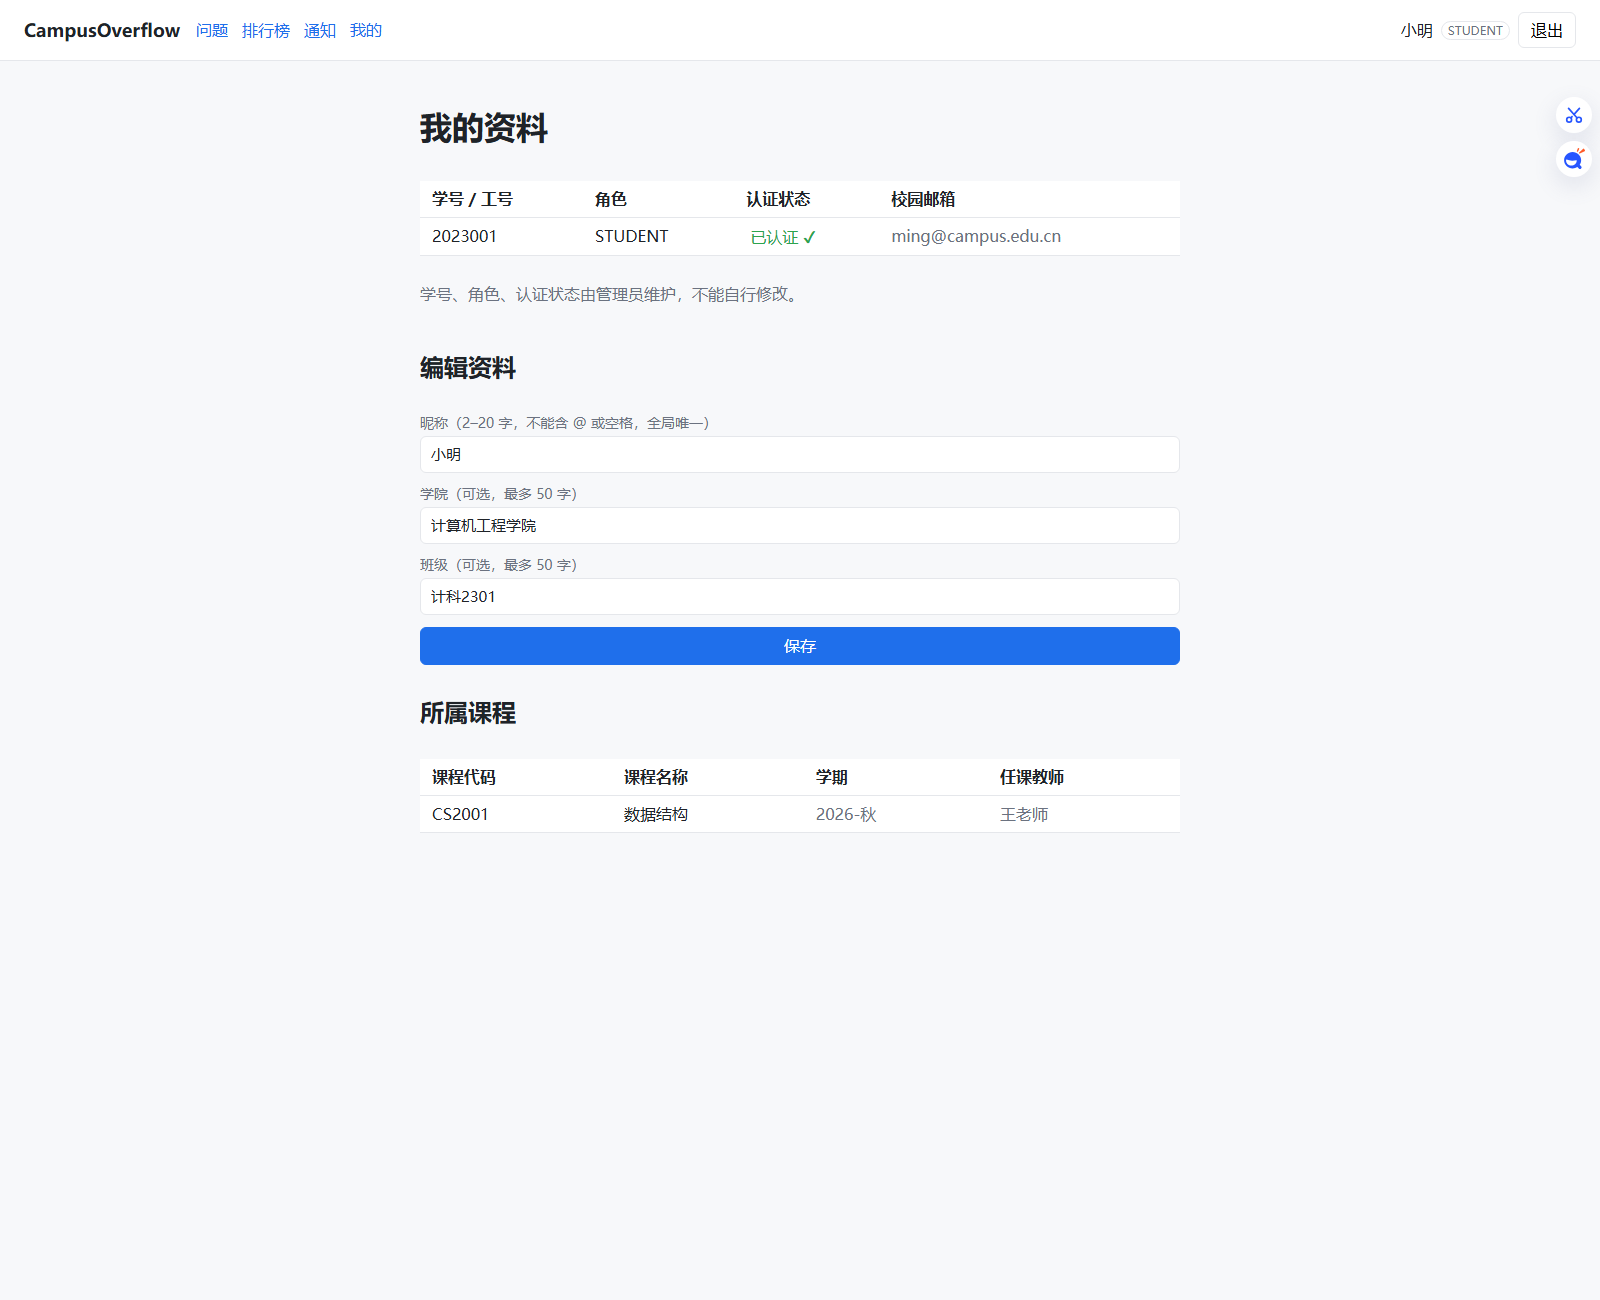 CampusOverflow 问题 排行榜 通知 我的 小明 STUDENT 退出
我的资料
学号 / 工号 角色 认证状态 校园邮箱
2023001 STUDENT 已认证 ✓ ming@campus.edu.cn
学号、角色、认证状态由管理员维护，不能自行修改。
编辑资料
昵称（2–20 字，不能含 @ 或空格，全局唯一）
小明
学院（可选，最多 50 字）
计算机工程学院
班级（可选，最多 50 字）
计科2301
保存
所属课程
课程代码 课程名称 学期 任课教师
CS2001 数据结构 2026-秋 王老师